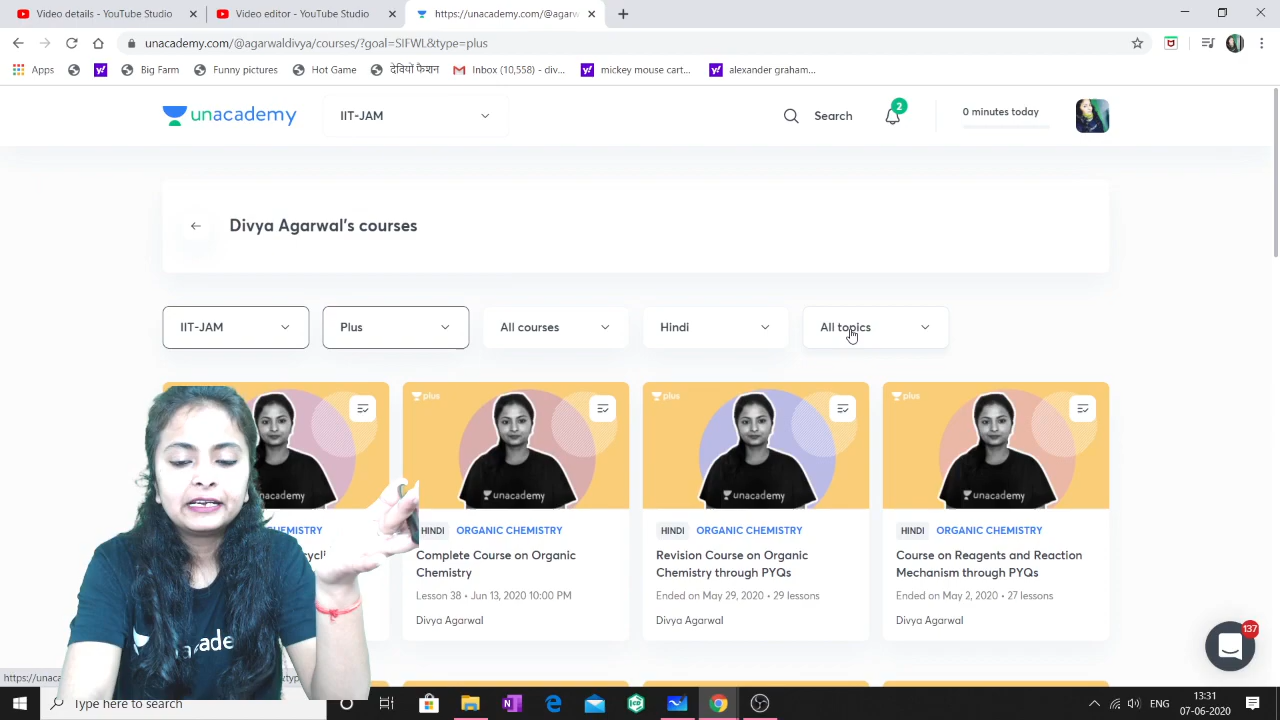 Video details - YouTube Studio
Video editor - YouTube Studio
https://unacademy.com/@agarw
unacademy.com/@agarwaldivya/courses/?goal=SIFWL&type=plus
Apps
Big Farm
Funny pictures
Hot Game
देवियों फैशन
Inbox (10,558) - div...
mickey mouse cart...
alexander graham...
unacademy
IIT-JAM
Search
2
0 minutes today
Divya Agarwal's courses
IIT-JAM
Plus
All courses
Hindi
All topics
plus
plus
plus
unacademy
unacademy
unacademy
HEMISTRY
HINDI ORGANIC CHEMISTRY
HINDI ORGANIC CHEMISTRY
HINDI ORGANIC CHEMISTRY
Complete Course on Organic
Chemistry
Revision Course on Organic
Chemistry through PYQs
Course on Reagents and Reaction
Mechanism through PYQs
Lesson 38 • Jun 13, 2020 10:00 PM
Ended on May 29, 2020 • 29 lessons
Ended on May 2, 2020 • 27 lessons
Divya Agarwal
Divya Agarwal
Divya Agarwal
137
https://unaca
Type here to search
ENG
13:31
07-06-2020